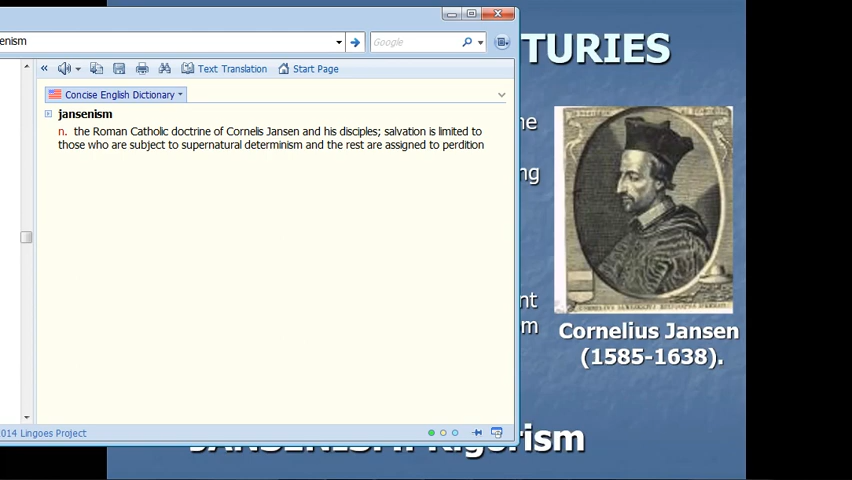 enism
Google
TURIES
« Text Translation Start Page
Concise English Dictionary
jansenism
n. the Roman Catholic doctrine of Cornelis Jansen and his disciples; salvation is limited to
those who are subject to supernatural determinism and the rest are assigned to perdition
ne
ng
nt
m
Cornelius Jansen
(1585-1638).
014 Lingoes Project
rism